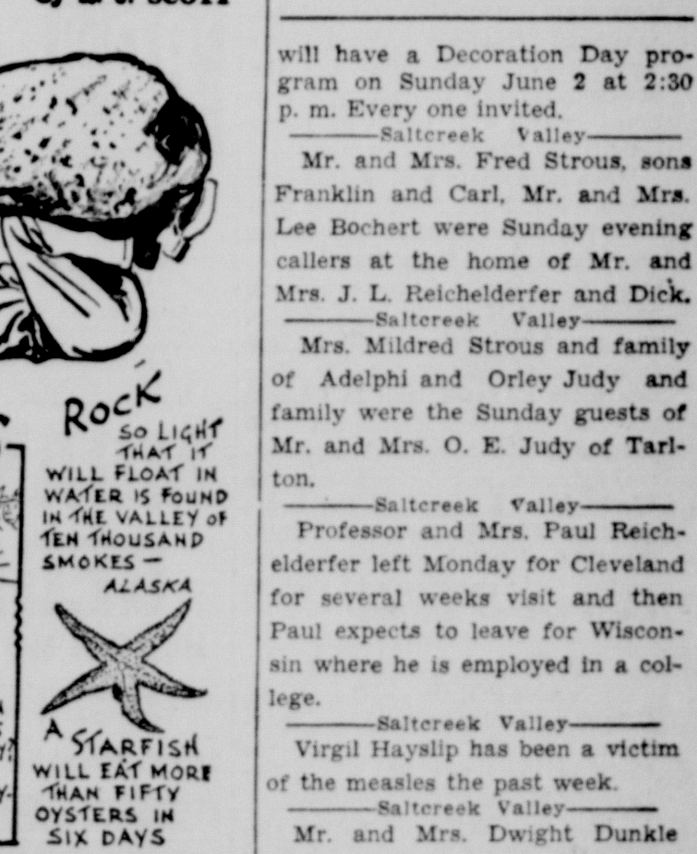 ROCK
SO LIGHT
THAT IT
WILL FLOAT IN
WATER IS FOUND
IN THE VALLEY OF
TEN THOUSAND
SMOKES —
ALASKA
A
STARFISH
WILL EAT MORE
THAN FIFTY
OYSTERS IN
SIX DAYS
will have a Decoration Day pro-
gram on Sunday June 2 at 2:30
p. m. Every one invited.
Saltcreek Valley
Mr. and Mrs. Fred Strous, sons
Franklin and Carl, Mr. and Mrs.
Lee Bochert were Sunday evening
callers at the home of Mr. and
Mrs. J. L. Reichelderfer and Dick.
Saltcreek Valley
Mrs. Mildred Strous and family
of Adelphi and Orley Judy and
family were the Sunday guests of
Mr. and Mrs. O. E. Judy of Tarl-
ton.
Saltcreek Valley
Professor and Mrs. Paul Reich-
elderfer left Monday for Cleveland
for several weeks visit and then
Paul expects to leave for Wiscon-
sin where he is employed in a col-
lege.
Saltcreek Valley
Virgil Hayslip has been a victim
of the measles the past week.
Saltcreek Valley
Mr. and Mrs. Dwight Dunkle